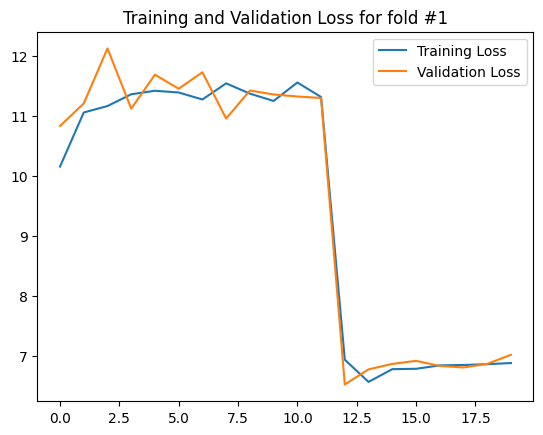 Training and Validation Loss for fold #1
Training Loss
Validation Loss
12
11
10
9
8
7
0.0 2.5 5.0 7.5 10.0 12.5 15.0 17.5